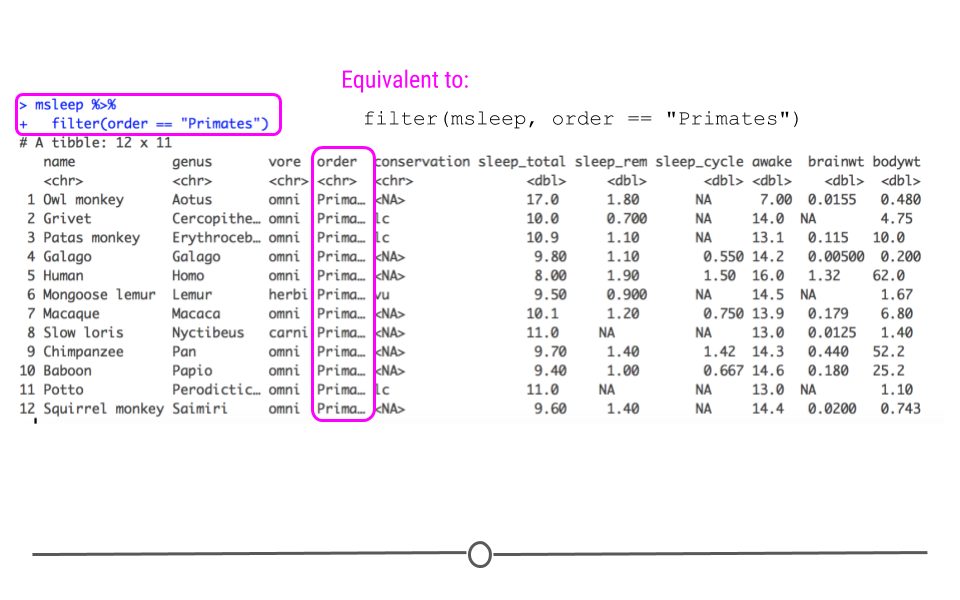 Equivalent to:
> msleep %>%
+   filter(order == "Primates")
filter(msleep, order == "Primates")
# A tibble: 12 x 11
   name            genus      vore  order  conservation sleep_total sleep_rem sleep_cycle awake  brainwt bodywt
   <chr>           <chr>      <chr> <chr>  <chr>              <dbl>     <dbl>       <dbl> <dbl>    <dbl>  <dbl>
 1 Owl monkey      Aotus      omni  Prima… <NA>               17.0      1.80       NA      7.00  0.0155   0.480
 2 Grivet          Cercopithe… omni  Prima… lc                 10.0      0.700      NA     14.0  NA        4.75
 3 Patas monkey    Erythroceb… omni  Prima… lc                 10.9      1.10       NA     13.1   0.115   10.0
 4 Galago          Galago     omni  Prima… <NA>                9.80     1.10        0.550 14.2   0.00500  0.200
 5 Human           Homo       omni  Prima… <NA>                8.00     1.90        1.50  16.0   1.32    62.0
 6 Mongoose lemur  Lemur      herbi Prima… vu                  9.50     0.900      NA     14.5  NA        1.67
 7 Macaque         Macaca     omni  Prima… <NA>               10.1      1.20        0.750 13.9   0.179    6.80
 8 Slow loris      Nyctibeus  carni Prima… <NA>               11.0     NA          NA     13.0   0.0125   1.40
 9 Chimpanzee      Pan        omni  Prima… <NA>                9.70     1.40        1.42  14.3   0.440   52.2
10 Baboon          Papio      omni  Prima… <NA>                9.40     1.00        0.667 14.6   0.180   25.2
11 Potto           Perodictic… omni  Prima… lc                 11.0     NA          NA     13.0  NA        1.10
12 Squirrel monkey Saimiri    omni  Prima… <NA>                9.60     1.40       NA     14.4   0.0200   0.743